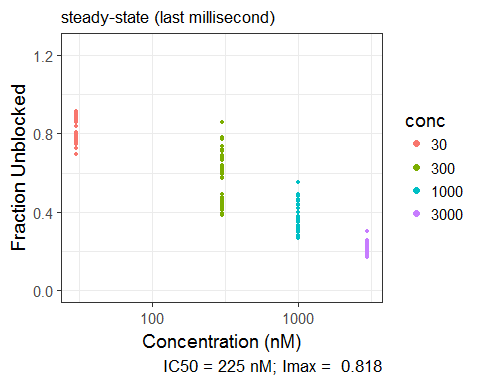 steady-state (last millisecond)
Fraction Unblocked
1.2
0.8
0.4
0.0
100
1000
Concentration (nM)
IC50 = 225 nM; Imax =  0.818
conc
30
300
1000
3000